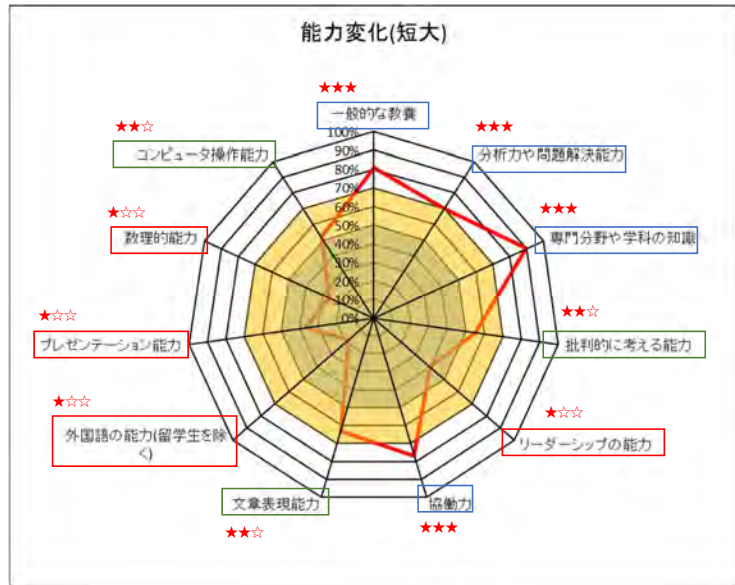 能力変化(短大)
★★★
一般的な教養
★★★
分析力や問題解決能力
★★★
専門分野や学科の知識
★★☆
批判的に考える能力
★☆☆
リーダーシップの能力
★★★
協働力
★★☆
文章表現能力
★☆☆
外国語の能力(留学生を除
く)
★☆☆
プレゼンテーション能力
★☆☆
数理的能力
★★☆
コンピュータ操作能力
100%
90%
80%
70%
60%
50%
40%
30%
20%
10%
0%